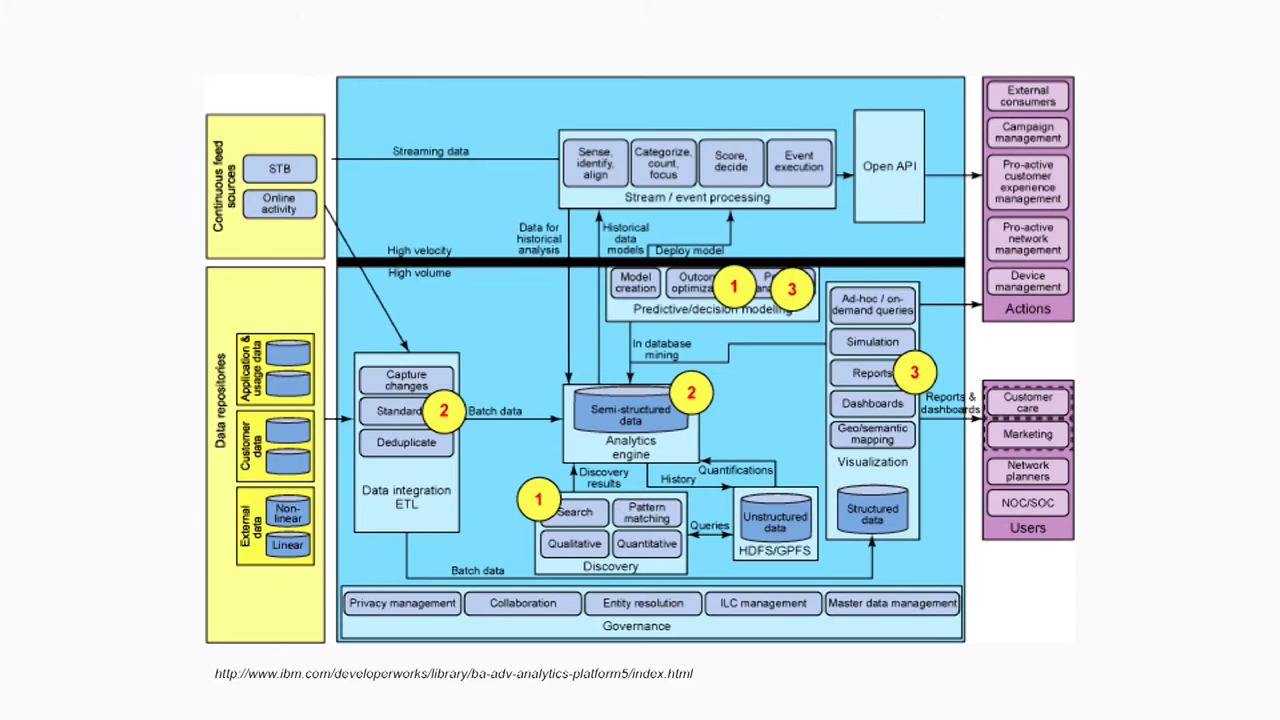 Continuous feed
sources
STB
Online
activity
Streaming data
Sense,
identify,
align
Categorize,
count,
focus
Score,
decide
Event
execution
Stream / event processing
Open API
External
consumers
Campaign
management
Pro-active
customer
experience
management
Pro-active
network
management
Device
management
Actions
Data for
historical
analysis
Historical
data
models
Deploy model
High velocity
High volume
Model
creation
1
3
Predictive/decision modeling
Ad-hoc / on-
demand queries
Simulation
Reports
3
Dashboards
Geo/semantic
mapping
Visualization
Structured
data
In database
mining
Data repositories
Application &
usage data
Customer
data
External
data
Non-
linear
Linear
Capture
changes
2
Deduplicate
Data integration
ETL
Batch data
Semi-structured
data
2
Analytics
engine
Reports &
dashboards
Customer
care
Marketing
Network
planners
NOC/SOC
Users
Discovery
results
History
Quantifications
1
Search
Pattern
matching
Qualitative
Quantitative
Discovery
Queries
Unstructured
data
HDFS/GPFS
Batch data
Privacy management
Collaboration
Entity resolution
ILC management
Master data management
Governance
http://www.ibm.com/developerworks/library/ba-adv-analytics-platform5/index.html